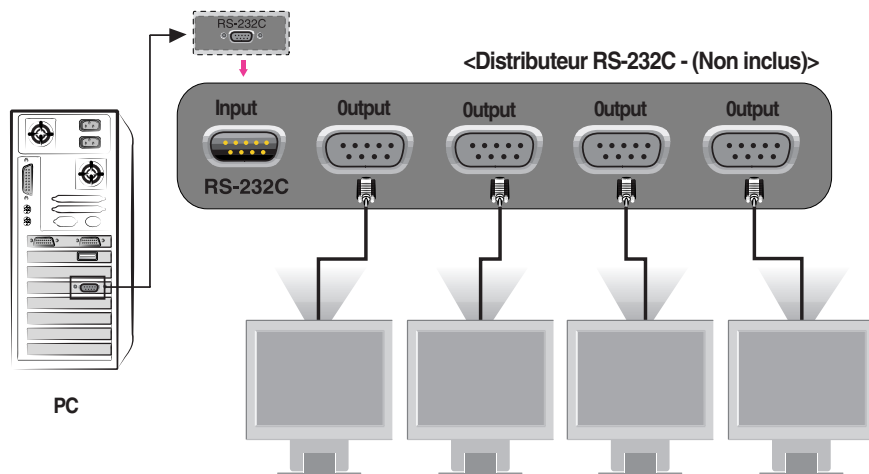 RS-232C
<Distributeur RS-232C - (Non inclus)>
Input
0utput
0utput
0utput
0utput
RS-232C
PC